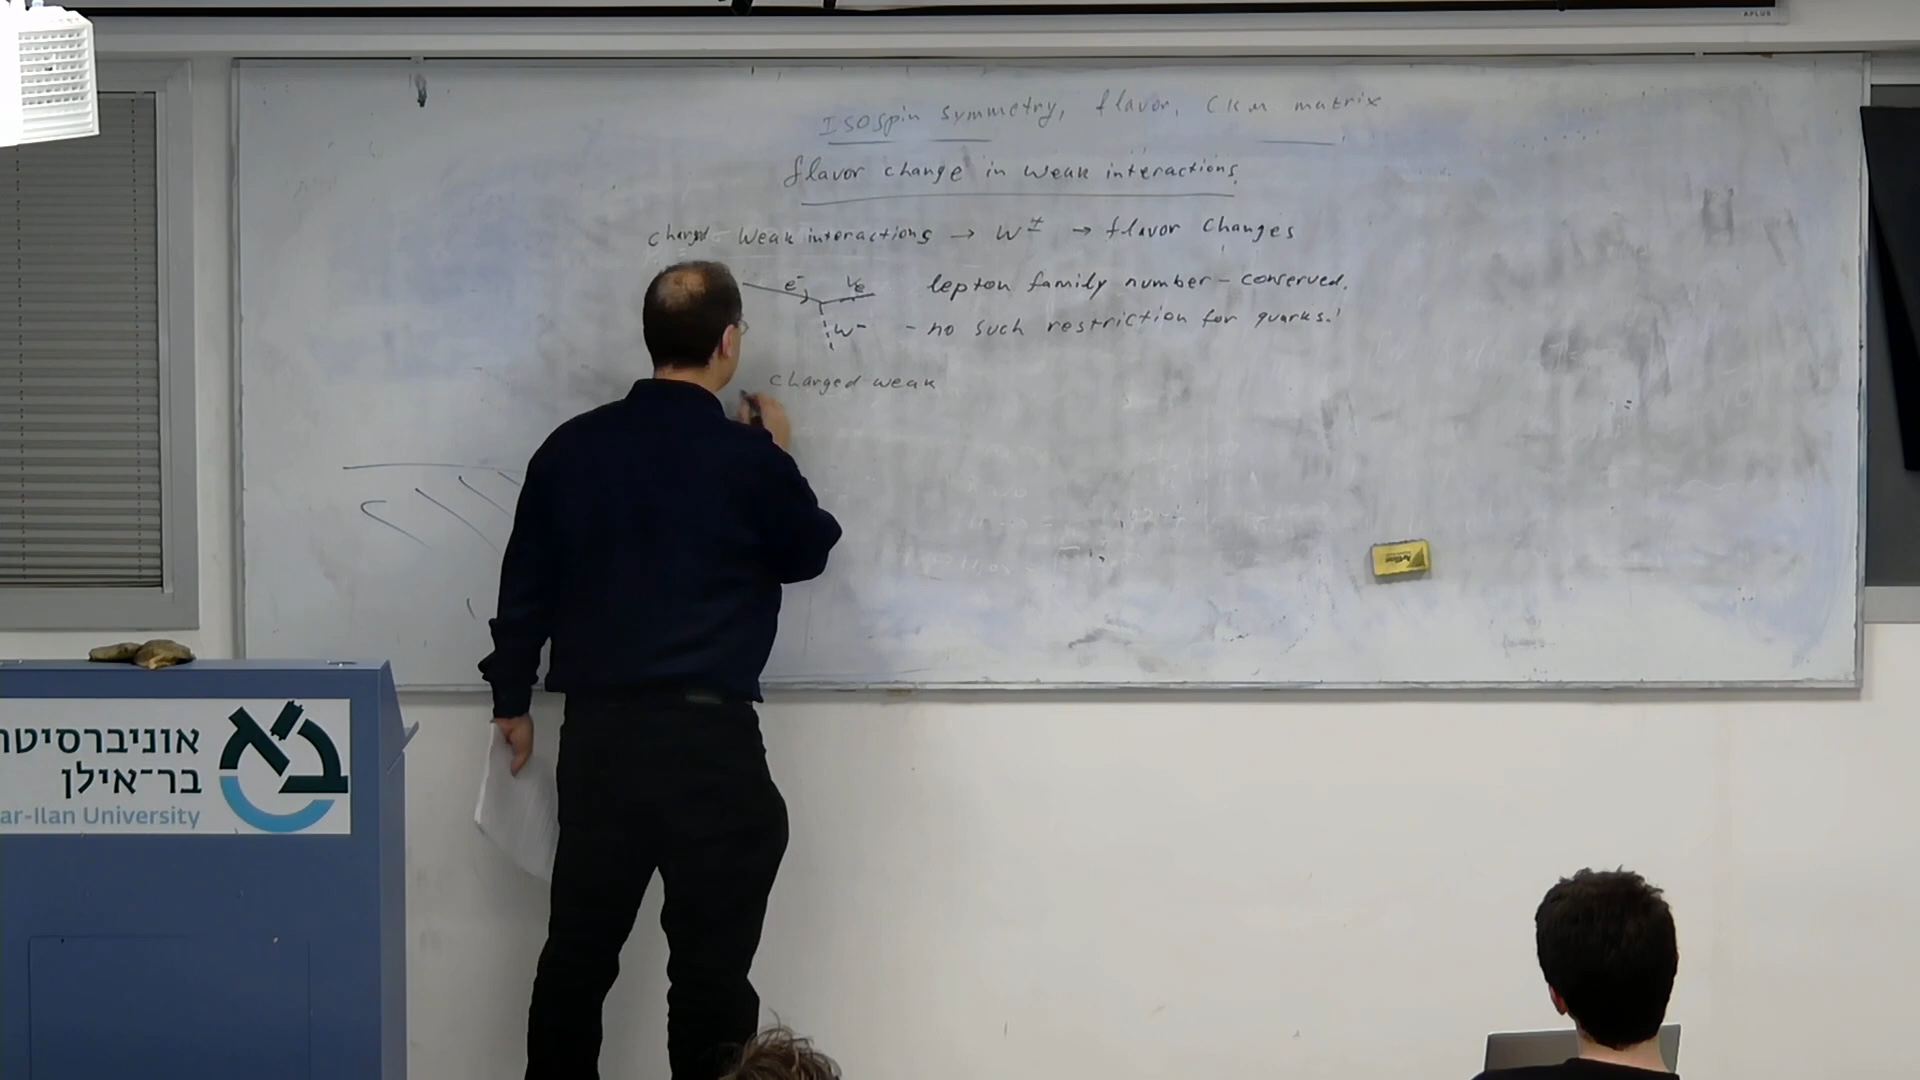 APLUS
Isospin symmetry, flavor, CKM matrix
flavor change in weak interactions.
charged Weak interactions → W± → flavor changes
e⁻ νe lepton family number - conserved.
W⁻ - no such restriction for quarks!
charged weak
אוניברסיטת
בר־אילן
ar-Ilan University